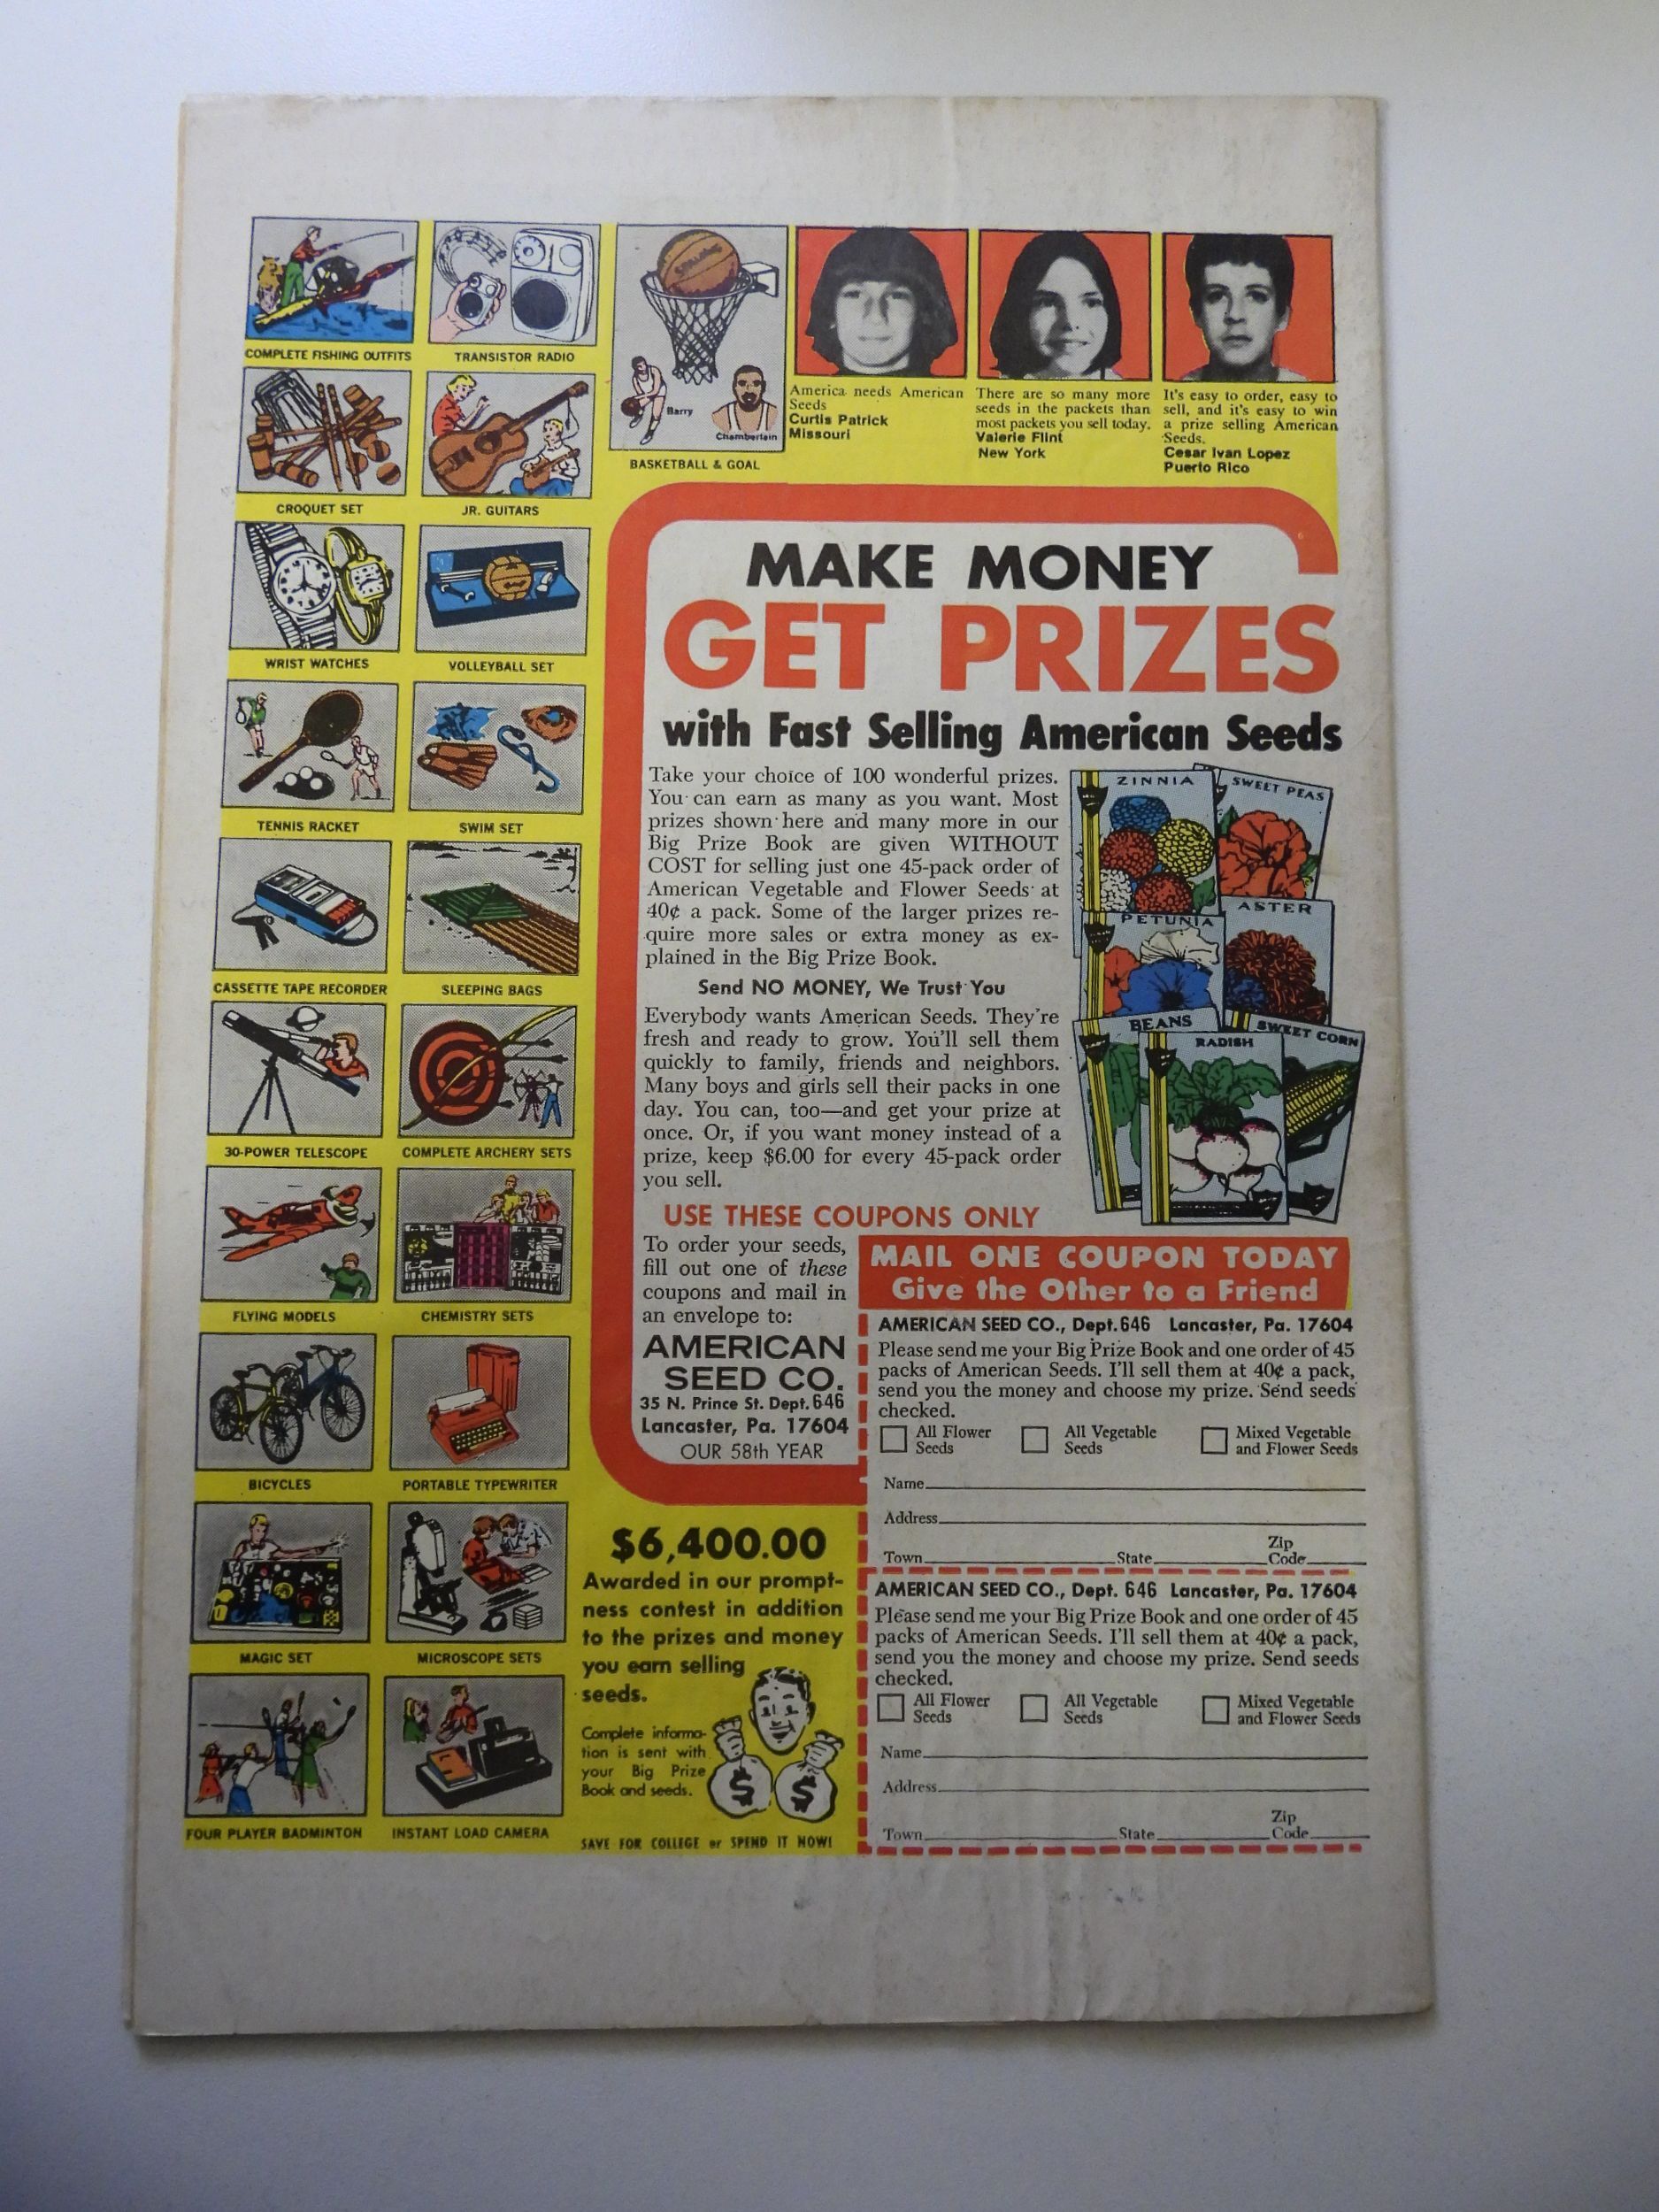 COMPLETE FISHING OUTFITS
TRANSISTOR RADIO
CROQUET SET
JR. GUITARS
WRIST WATCHES
VOLLEYBALL SET
TENNIS RACKET
SWIM SET
CASSETTE TAPE RECORDER
SLEEPING BAGS
30-POWER TELESCOPE
COMPLETE ARCHERY SETS
FLYING MODELS
CHEMISTRY SETS
BICYCLES
PORTABLE TYPEWRITER
MAGIC SET
MICROSCOPE SETS
FOUR PLAYER BADMINTON
INSTANT LOAD CAMERA
SPALDING
Barry
Chamberlain
BASKETBALL & GOAL
America needs American
Seeds
Curtis Patrick
Missouri
There are so many more
seeds in the packets than
most packets you sell today.
Valerie Flint
New York
It's easy to order, easy to
sell, and it's easy to win
a prize selling American
Seeds.
Cesar Ivan Lopez
Puerto Rico
MAKE MONEY
GET PRIZES
with Fast Selling American Seeds
Take your choice of 100 wonderful prizes.
You can earn as many as you want. Most
prizes shown here and many more in our
Big Prize Book are given WITHOUT
COST for selling just one 45-pack order of
American Vegetable and Flower Seeds at
40¢ a pack. Some of the larger prizes re-
quire more sales or extra money as ex-
plained in the Big Prize Book.
Send NO MONEY, We Trust You
Everybody wants American Seeds. They're
fresh and ready to grow. You'll sell them
quickly to family, friends and neighbors.
Many boys and girls sell their packs in one
day. You can, too—and get your prize at
once. Or, if you want money instead of a
prize, keep $6.00 for every 45-pack order
you sell.
ZINNIA
SWEET PEAS
PETUNIA
ASTER
BEANS
RADISH
SWEET CORN
USE THESE COUPONS ONLY
To order your seeds,
fill out one of these
coupons and mail in
an envelope to:
AMERICAN
SEED CO.
35 N. Prince St. Dept. 646
Lancaster, Pa. 17604
OUR 58th YEAR
MAIL ONE COUPON TODAY
Give the Other to a Friend
AMERICAN SEED CO., Dept. 646 Lancaster, Pa. 17604
Please send me your Big Prize Book and one order of 45
packs of American Seeds. I'll sell them at 40¢ a pack,
send you the money and choose my prize. Send seeds
checked.
All Flower
Seeds
All Vegetable
Seeds
Mixed Vegetable
and Flower Seeds
Name
Address
Town State Zip
Code
AMERICAN SEED CO., Dept. 646 Lancaster, Pa. 17604
Please send me your Big Prize Book and one order of 45
packs of American Seeds. I'll sell them at 40¢ a pack,
send you the money and choose my prize. Send seeds
checked.
All Flower
Seeds
All Vegetable
Seeds
Mixed Vegetable
and Flower Seeds
Name
Address
Town State Zip
Code
$6,400.00
Awarded in our prompt-
ness contest in addition
to the prizes and money
you earn selling
seeds.
Complete informa-
tion is sent with
your Big Prize
Book and seeds.
$ $
SAVE FOR COLLEGE or SPEND IT NOW!